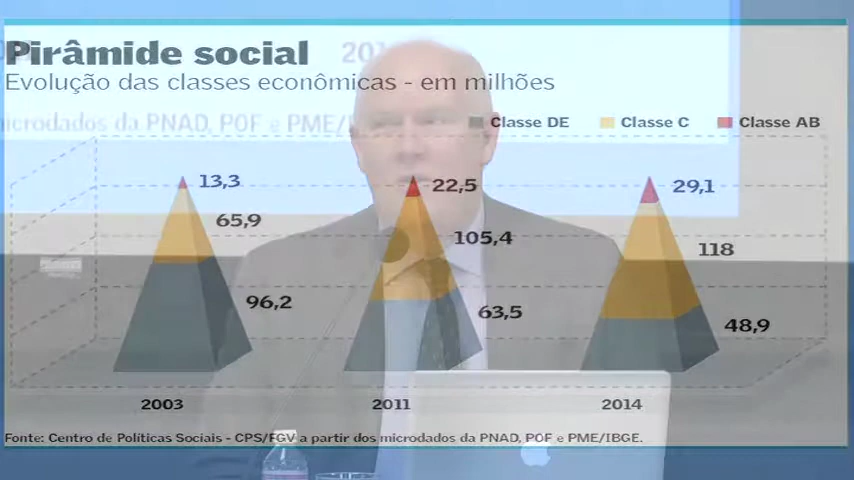 Pirâmide social
Evolução das classes econômicas - em milhões
microdados da PNAD, POF e PME/I
Classe DE Classe C Classe AB
13,3 22,5 29,1
65,9 105,4 118
96,2 63,5 48,9
2003 2011 2014
Fonte: Centro de Políticas Sociais - CPS/FGV a partir dos microdados da PNAD, POF e PME/IBGE.